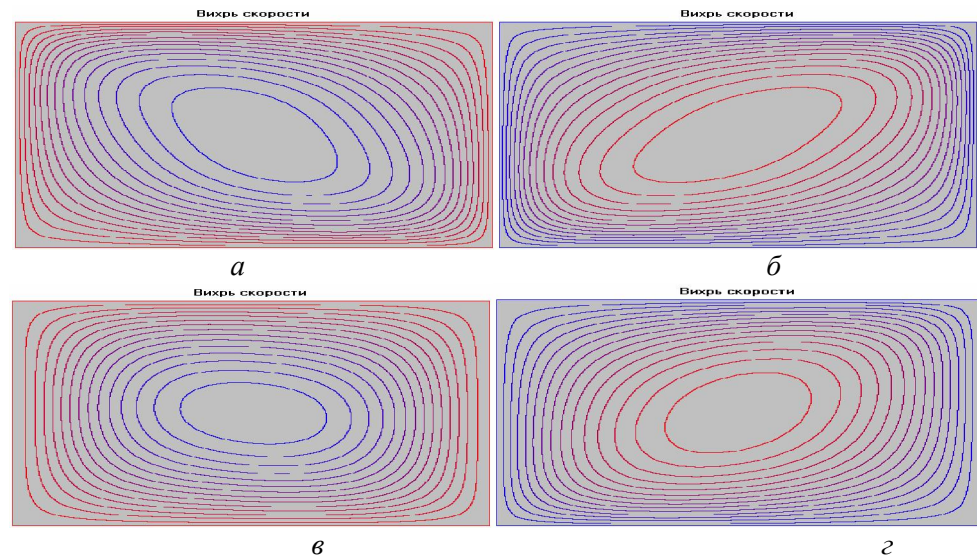 Вихрь скорости
Вихрь скорости
а
б
Вихрь скорости
Вихрь скорости
в
г